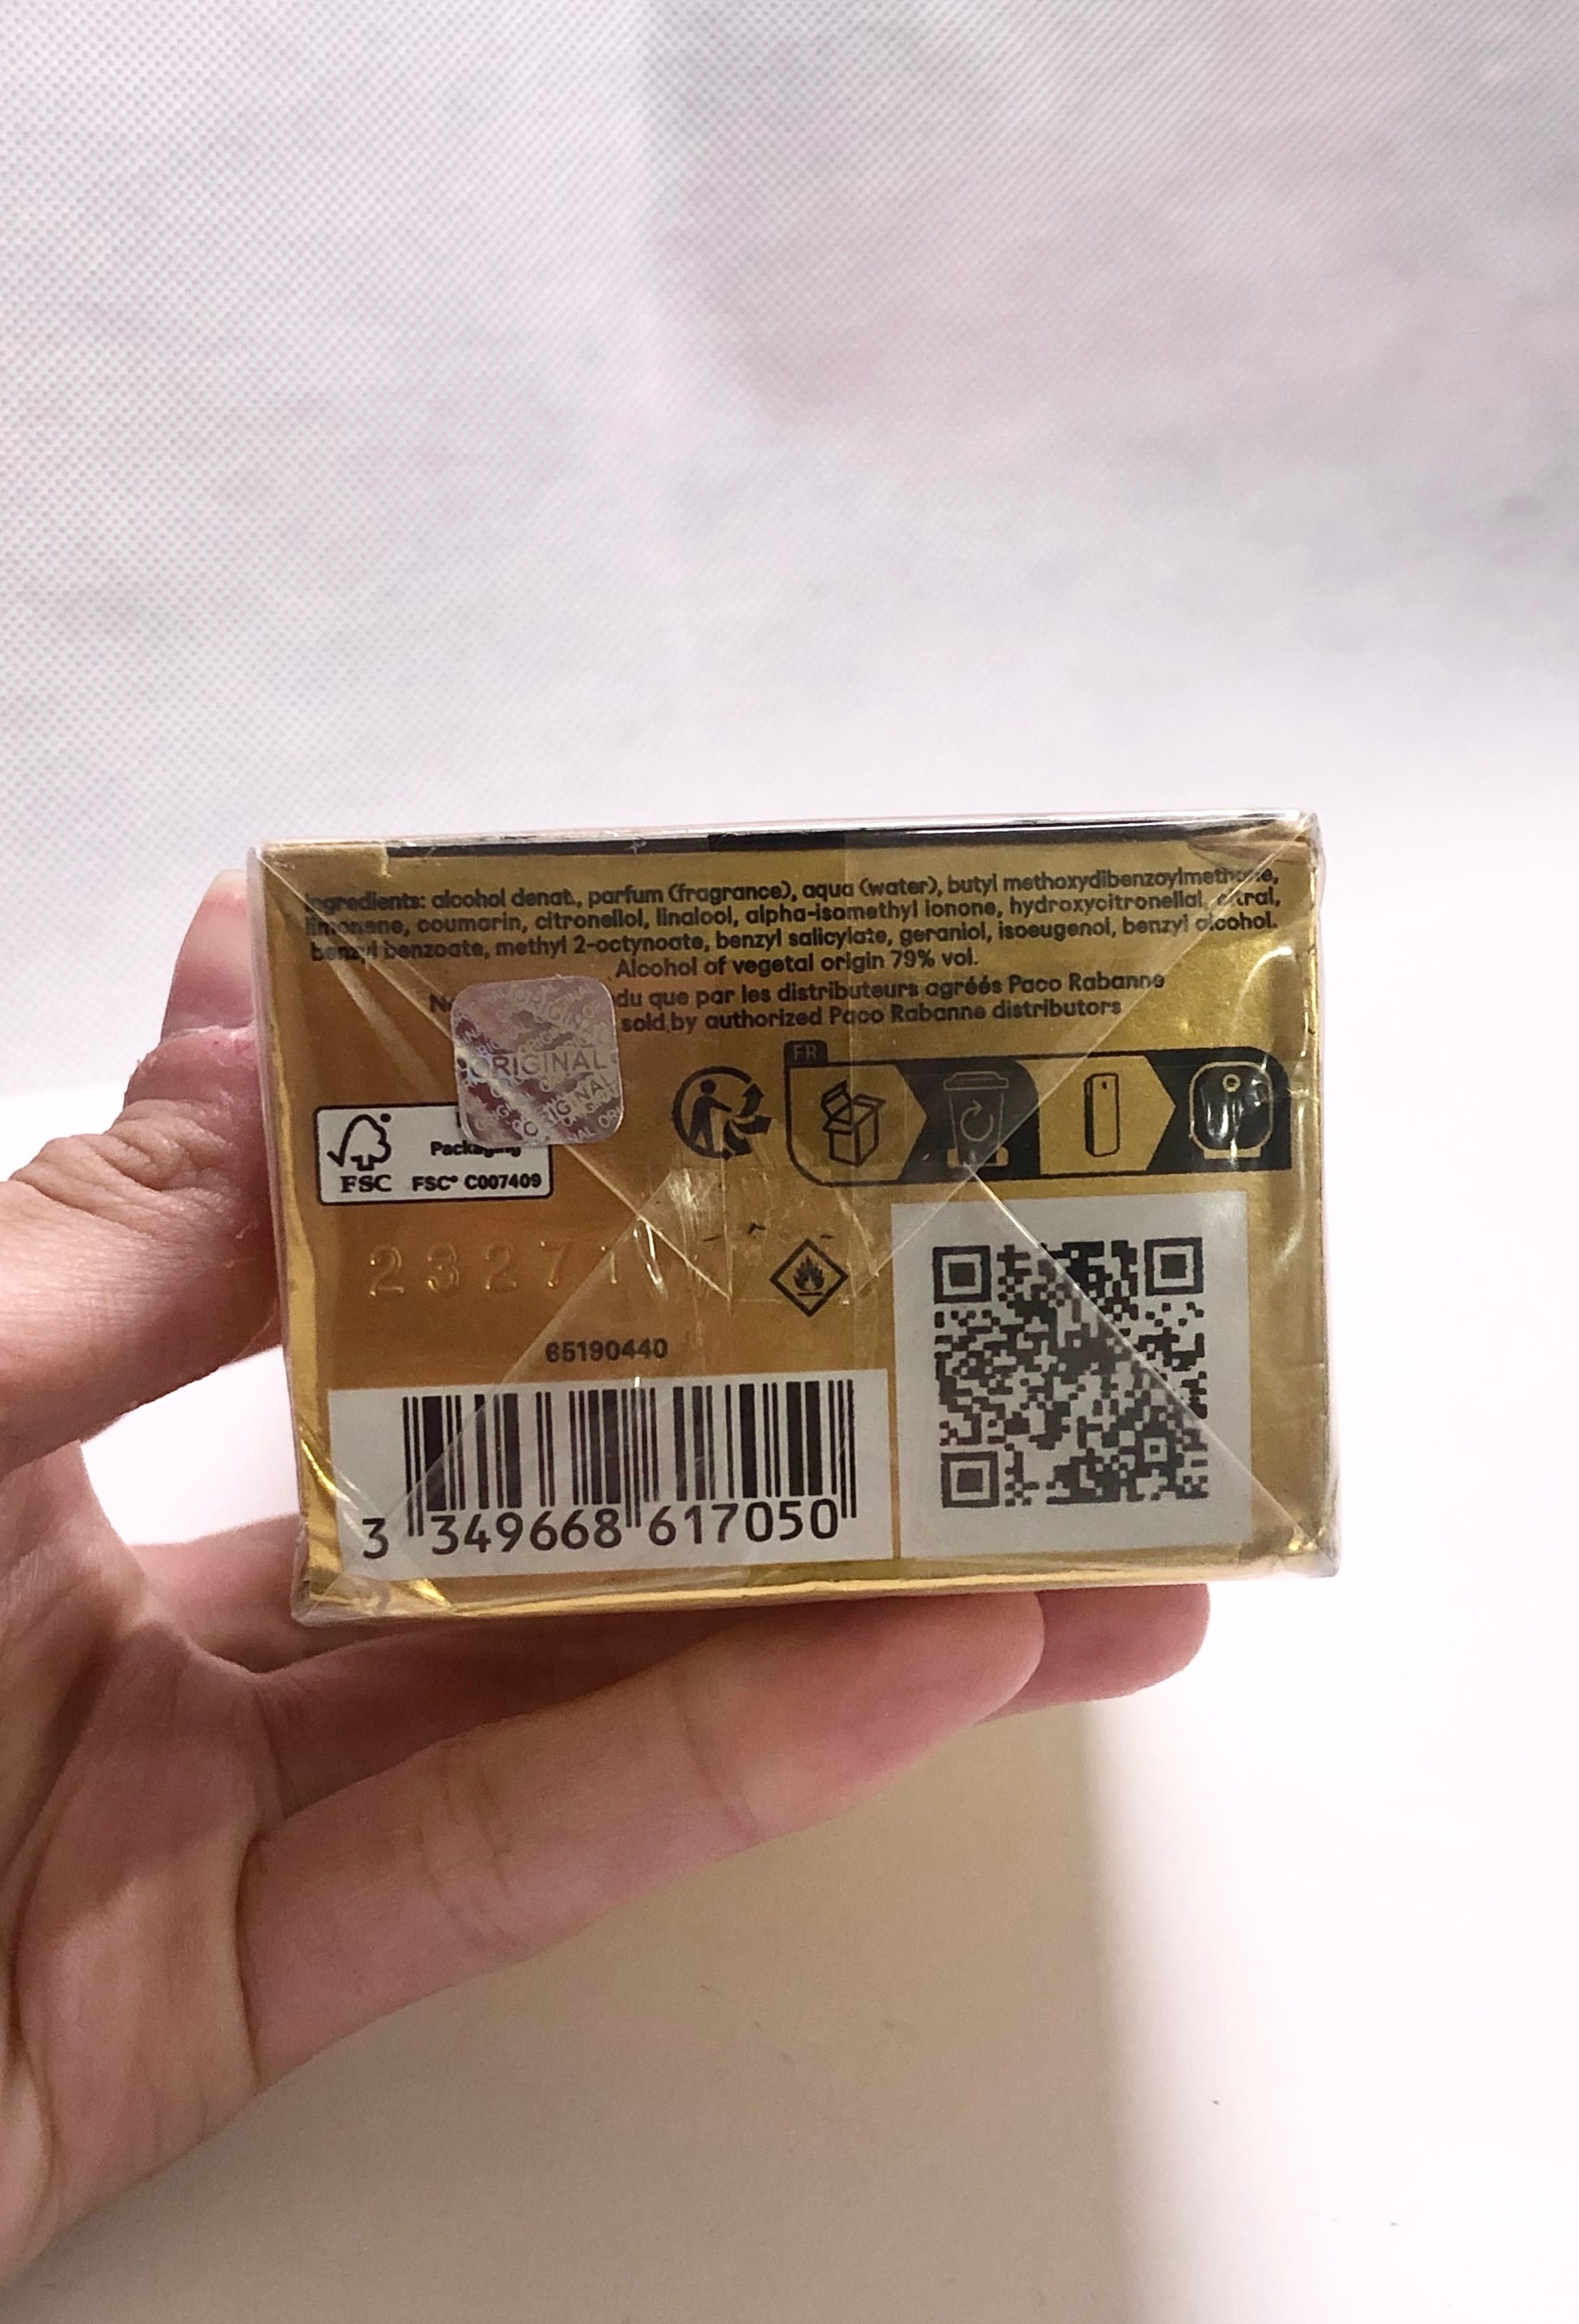 Ingredients: alcohol denat., parfum (fragrance), aqua (water), butyl methoxydibenzoylmethane,
limonene, coumarin, citronellol, linalool, alpha-isomethyl ionone, hydroxycitronellal, citral,
benzyl benzoate, methyl 2-octynoate, benzyl salicylate, geraniol, isoeugenol, benzyl alcohol.
Alcohol of vegetal origin 79% vol.
du que par les distributeurs agréés Paco Rabanne
sold by authorized Paco Rabanne distributors
ORIGINAL
ORIGINAL
FR
Packaging
FSC FSC® C007409
23271
65190440
3 349668 617050